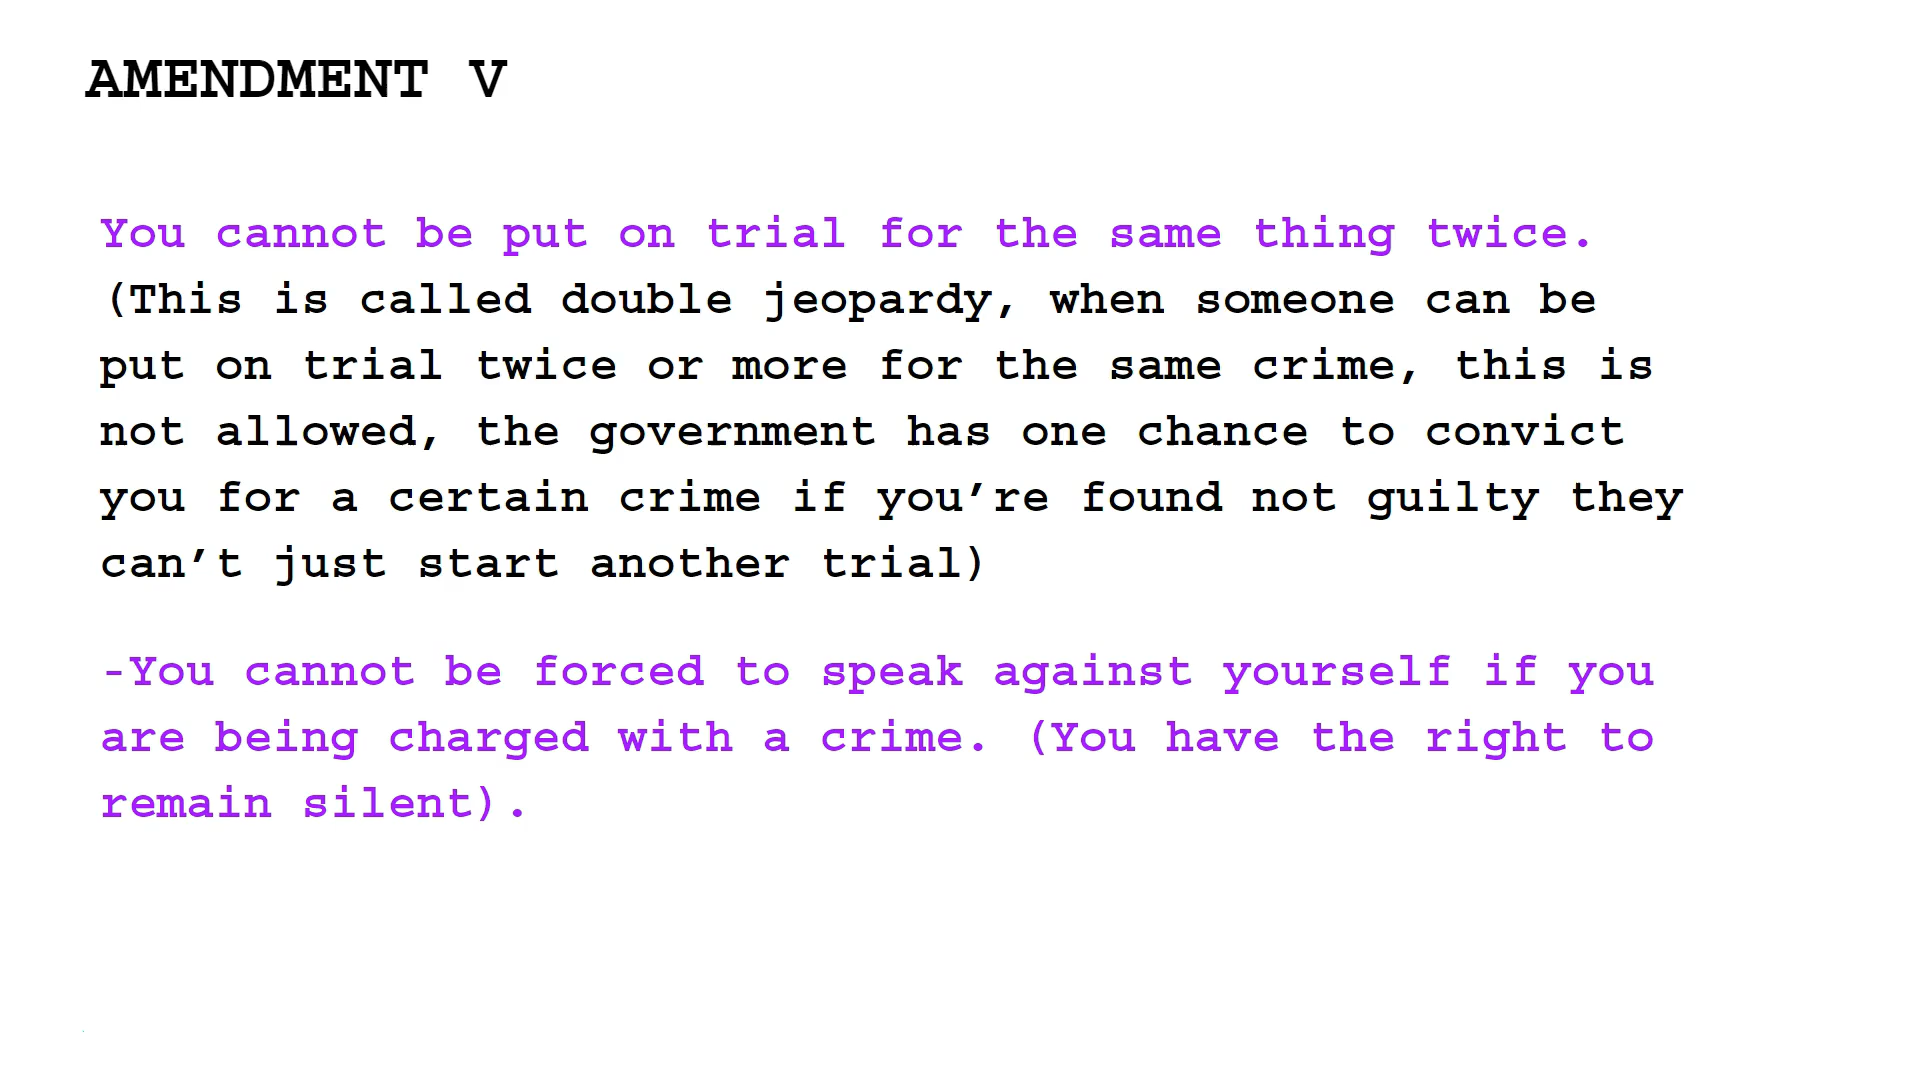 AMENDMENT V
You cannot be put on trial for the same thing twice.
(This is called double jeopardy, when someone can be
put on trial twice or more for the same crime, this is
not allowed, the government has one chance to convict
you for a certain crime if you’re found not guilty they
can’t just start another trial)
-You cannot be forced to speak against yourself if you
are being charged with a crime. (You have the right to
remain silent).